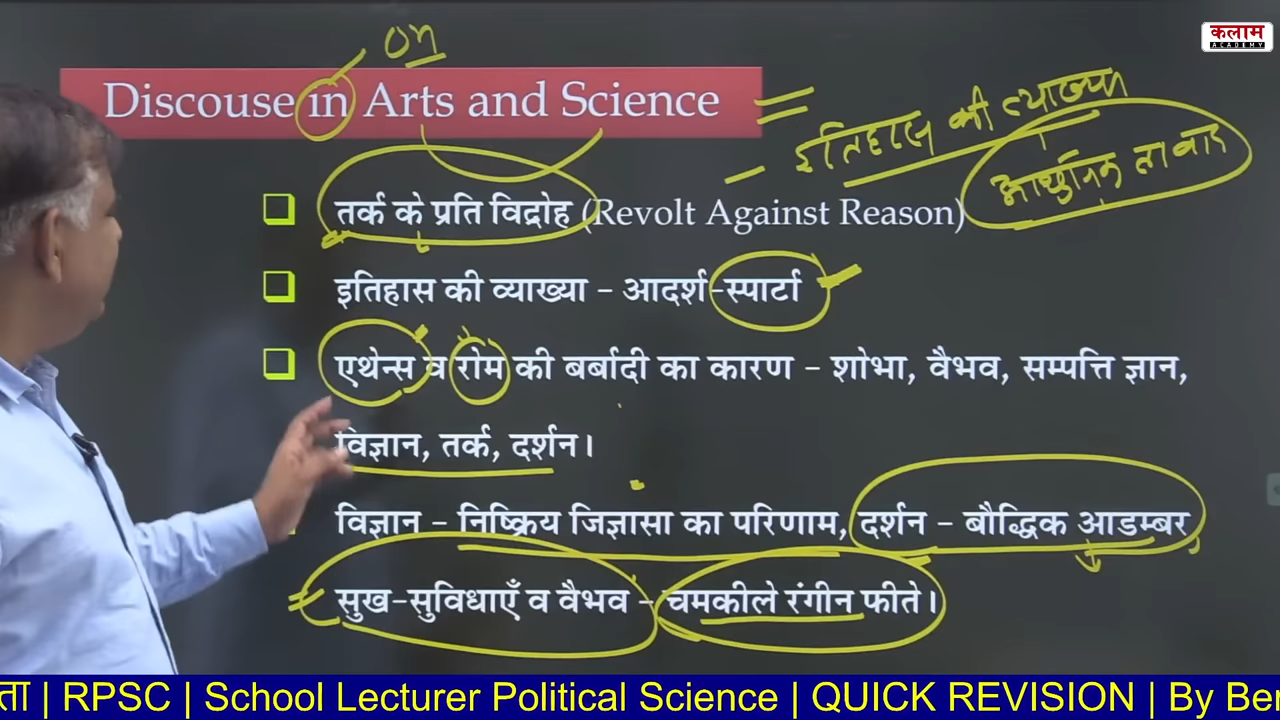 कलाम
ACADEMY
on
Discouse in Arts and Science
इतिहास की व्याख्या
तर्क के प्रति विद्रोह (Revolt Against Reason)
इतिहास की व्याख्या - आदर्श-स्पार्टा
एथेन्स व रोम की बर्बादी का कारण - शोभा, वैभव, सम्पत्ति ज्ञान,
विज्ञान, तर्क, दर्शन।
विज्ञान - निष्क्रिय जिज्ञासा का परिणाम, दर्शन - बौद्धिक आडम्बर,
सुख-सुविधाएँ व वैभव - चमकीले रंगीन फीते।
ता | RPSC | School Lecturer Political Science | QUICK REVISION | By Ber